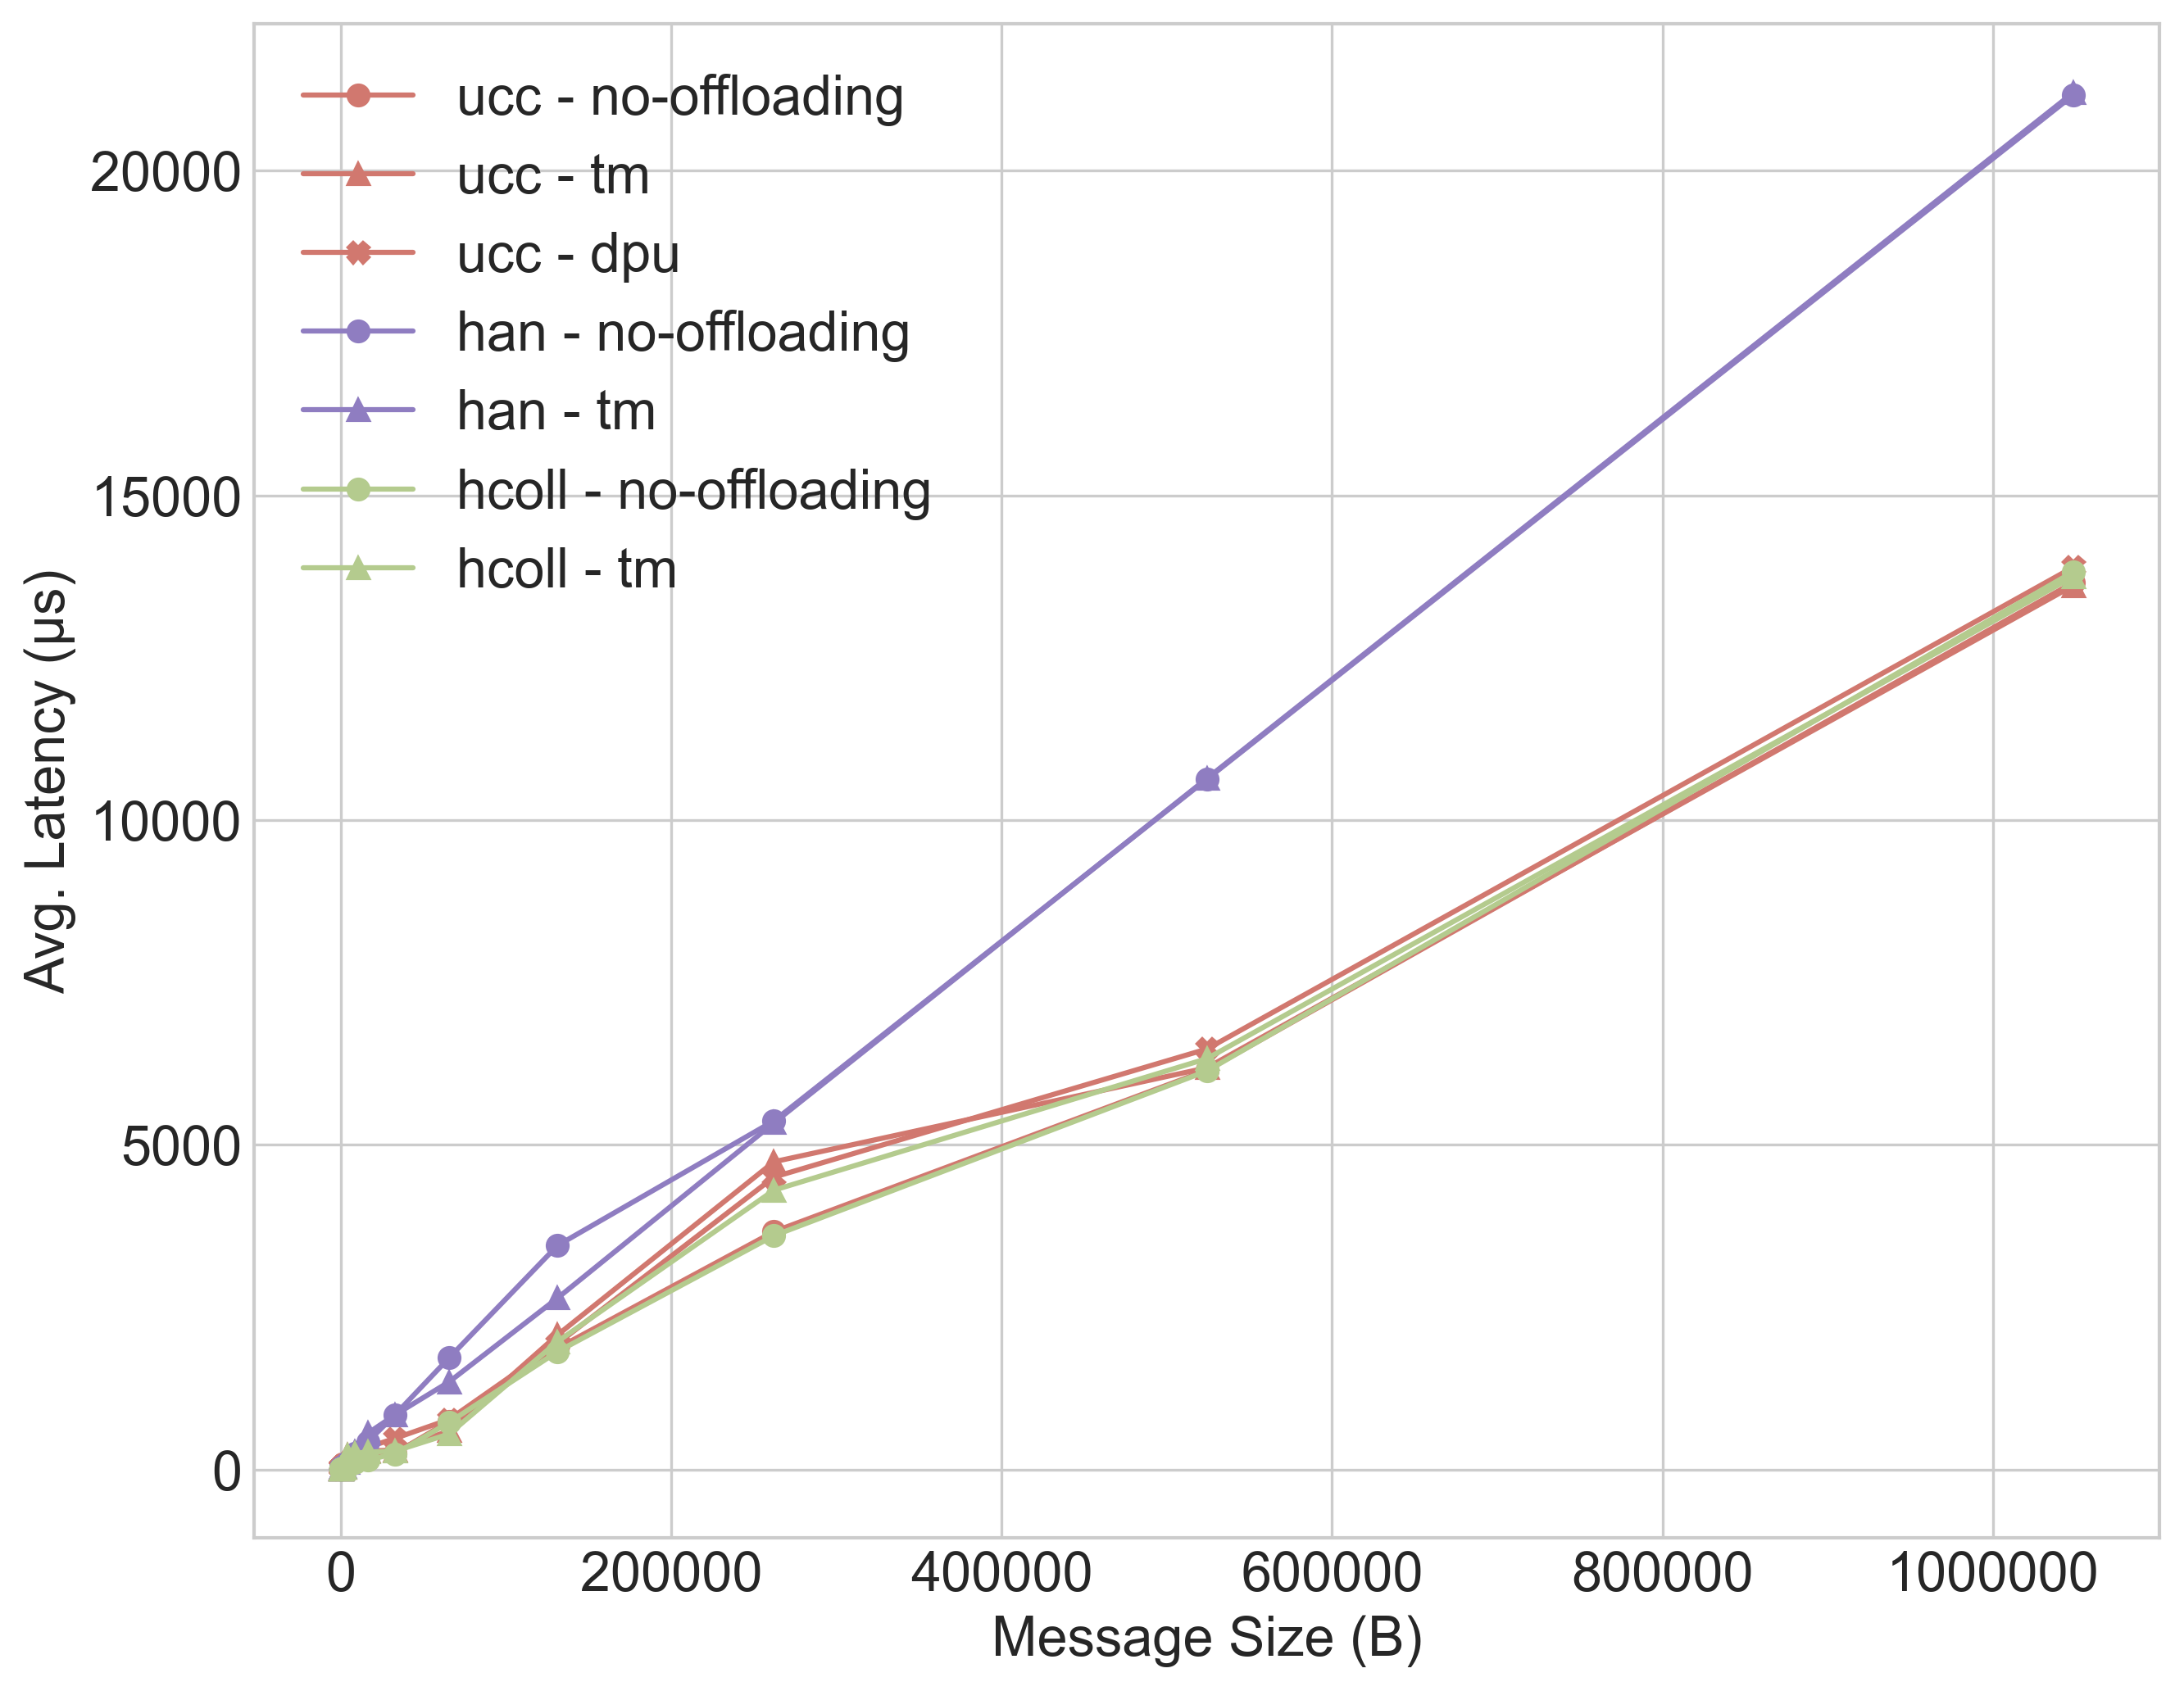 ucc - no-offloading
ucc - tm
ucc - dpu
han - no-offloading
han - tm
hcoll - no-offloading
hcoll - tm
Avg. Latency (µs)
20000
15000
10000
5000
0
0 200000 400000 600000 800000 1000000
Message Size (B)